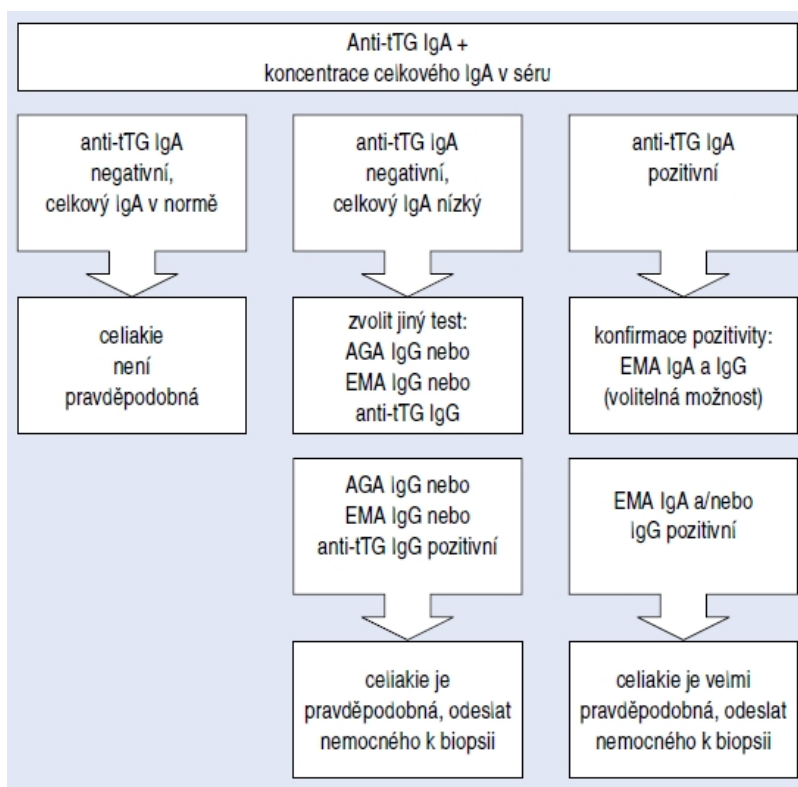 Anti-tTG IgA +
koncentrace celkového IgA v séru
anti-tTG IgA
negativní,
celkový IgA v normě
anti-tTG IgA
negativní,
celkový IgA nízký
anti-tTG IgA
pozitivní
celiakie
není
pravděpodobná
zvolit jiný test:
AGA IgG nebo
EMA IgG nebo
anti-tTG IgG
konfirmace pozitivity:
EMA IgA a IgG
(volitelná možnost)
AGA IgG nebo
EMA IgG nebo
anti-tTG IgG pozitivní
EMA IgA a/nebo
IgG pozitivní
celiakie je
pravděpodobná, odeslat
nemocného k biopsii
celiakie je velmi
pravděpodobná, odeslat
nemocného k biopsii